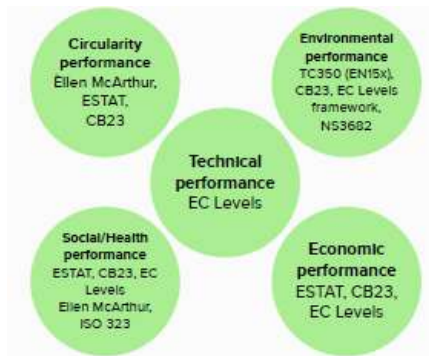 Circularity
performance
Ellen McArthur,
ESTAT,
CB23
Environmental
performance
TC350 (EN15x),
CB23, EC Levels
framework,
NS3682
Technical
performance
EC Levels
Social/Health
performance
ESTAT, CB23, EC
Levels
Ellen McArthur,
ISO 323
Economic
performance
ESTAT, CB23,
EC Levels